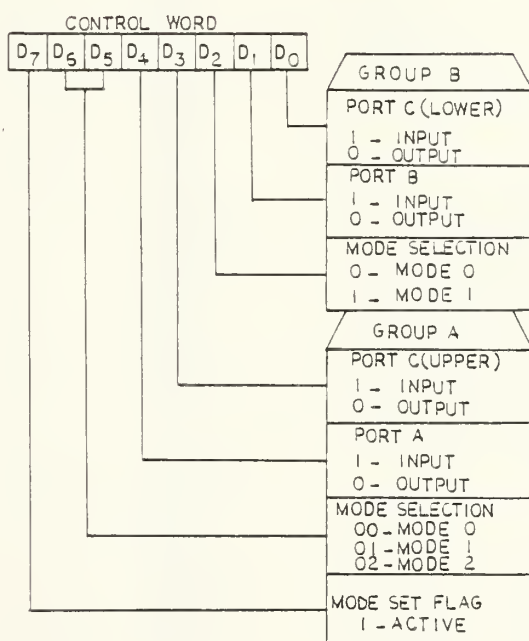 CONTROL WORD
D7 D6 D5 D4 D3 D2 D1 D0
GROUP B
PORT C (LOWER)
1 - INPUT
0 - OUTPUT
PORT B
1 - INPUT
0 - OUTPUT
MODE SELECTION
0 - MODE 0
1 - MODE 1
GROUP A
PORT C(UPPER)
1 - INPUT
0 - OUTPUT
PORT A
1 - INPUT
0 - OUTPUT
MODE SELECTION
00 - MODE 0
01 - MODE 1
02 - MODE 2
MODE SET FLAG
1 - ACTIVE